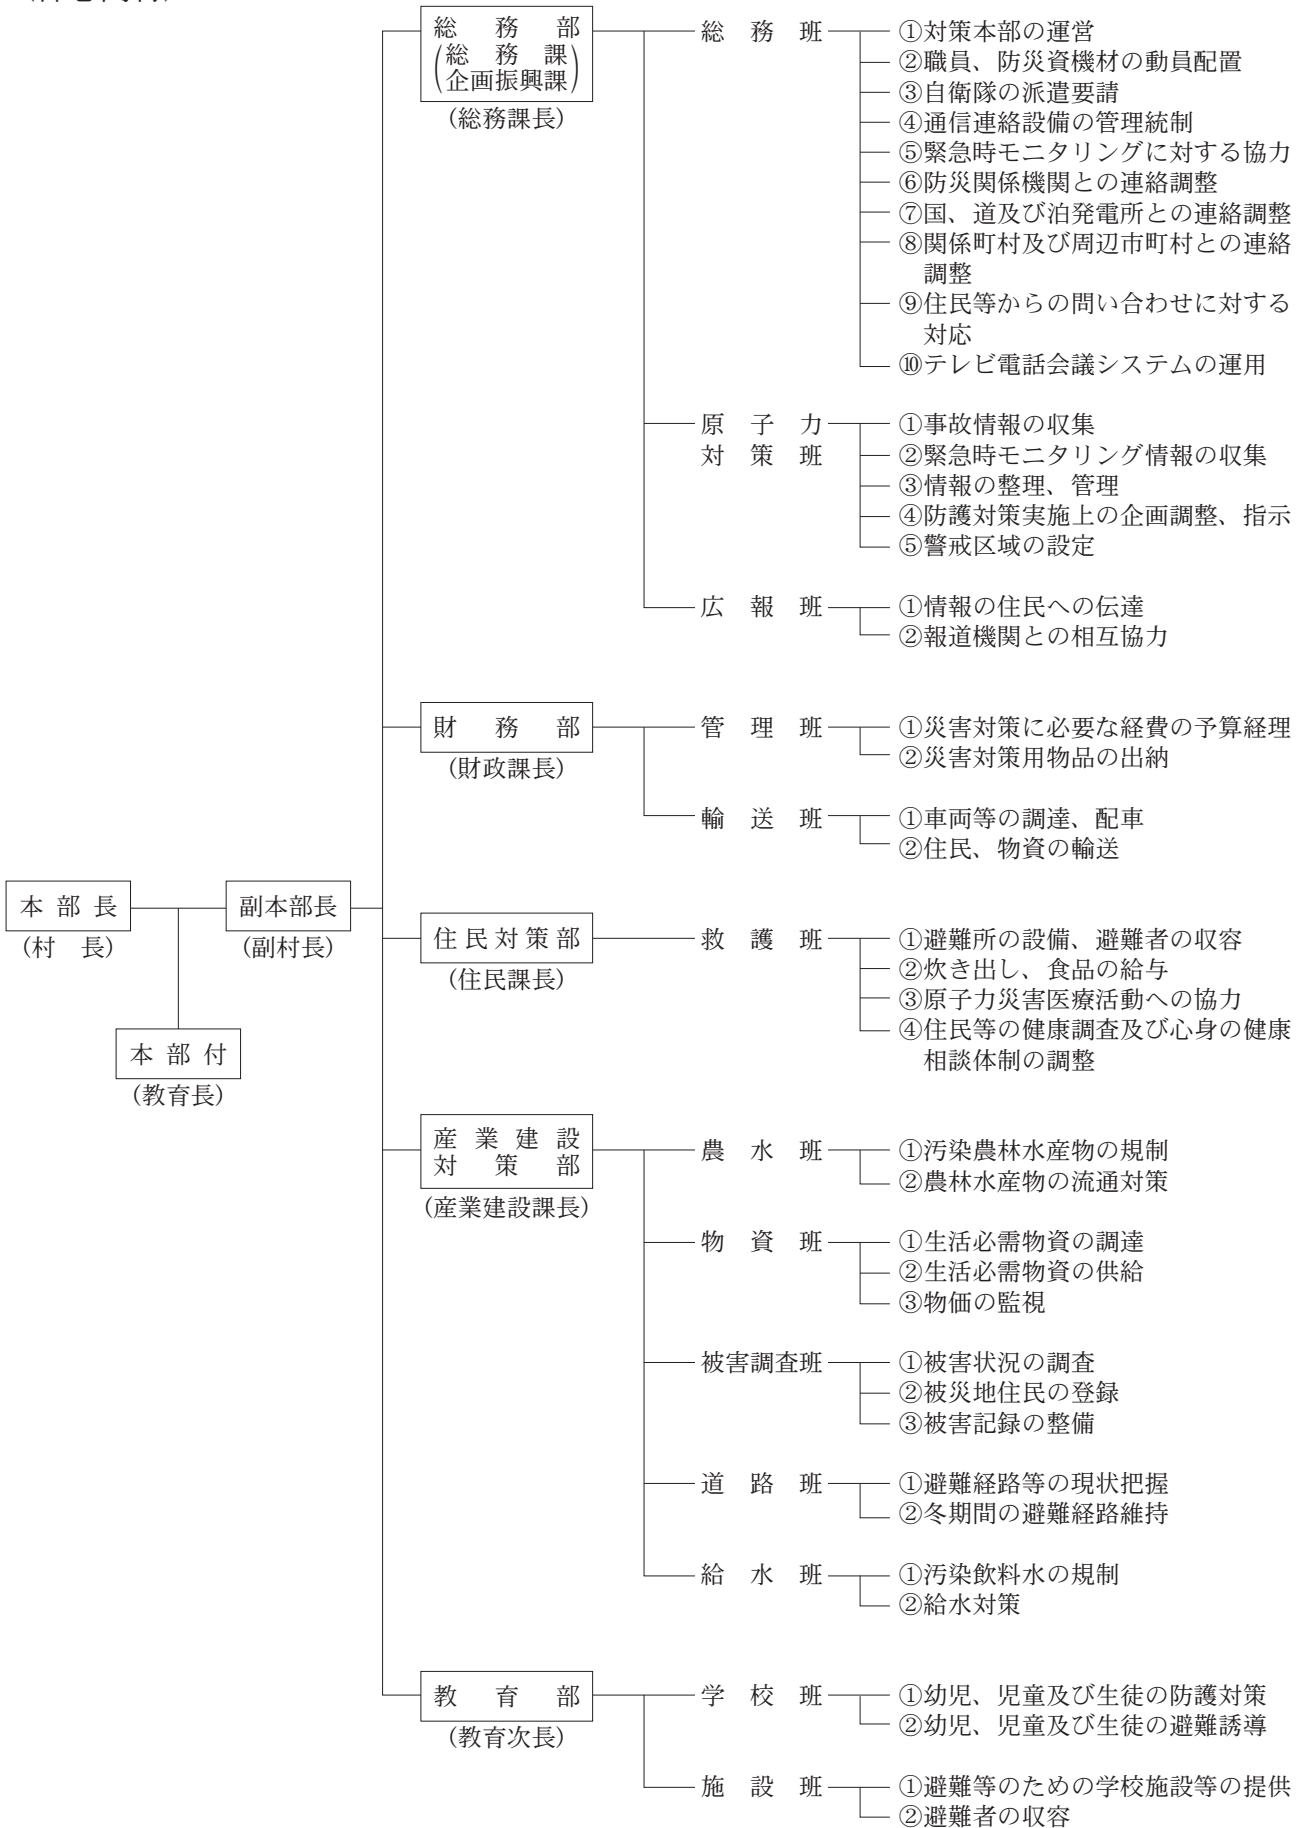 総務部
（総務課
企画振興課）
（総務課長）
総務班
①対策本部の運営
②職員、防災資機材の動員配置
③自衛隊の派遣要請
④通信連絡設備の管理統制
⑤緊急時モニタリングに対する協力
⑥防災関係機関との連絡調整
⑦国、道及び泊発電所との連絡調整
⑧関係町村及び周辺市町村との連絡
調整
⑨住民等からの問い合わせに対する
対応
⑩テレビ電話会議システムの運用
原子力
対策班
①事故情報の収集
②緊急時モニタリング情報の収集
③情報の整理、管理
④防護対策実施上の企画調整、指示
⑤警戒区域の設定
広報班
①情報の住民への伝達
②報道機関との相互協力
財務部
（財政課長）
管理班
①災害対策に必要な経費の予算経理
②災害対策用物品の出納
輸送班
①車両等の調達、配車
②住民、物資の輸送
本部長
（村　長）
副本部長
（副村長）
本部付
（教育長）
住民対策部
（住民課長）
救護班
①避難所の設備、避難者の収容
②炊き出し、食品の給与
③原子力災害医療活動への協力
④住民等の健康調査及び心身の健康
相談体制の調整
産業建設
対策部
（産業建設課長）
農水班
①汚染農林水産物の規制
②農林水産物の流通対策
物資班
①生活必需物資の調達
②生活必需物資の供給
③物価の監視
被害調査班
①被害状況の調査
②被災地住民の登録
③被害記録の整備
道路班
①避難経路等の現状把握
②冬期間の避難経路維持
給水班
①汚染飲料水の規制
②給水対策
教育部
（教育次長）
学校班
①幼児、児童及び生徒の防護対策
②幼児、児童及び生徒の避難誘導
施設班
①避難等のための学校施設等の提供
②避難者の収容